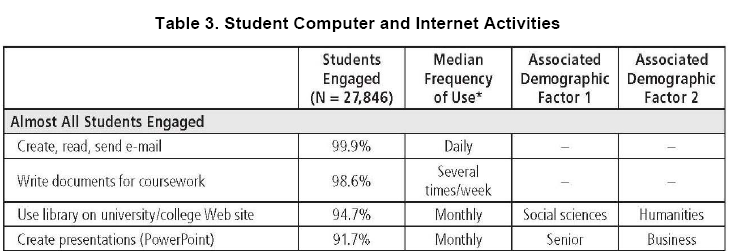 Table 3. Student Computer and Internet Activities
Students Engaged (N = 27,846) Median Frequency of Use* Associated Demographic Factor 1 Associated Demographic Factor 2
Almost All Students Engaged
Create, read, send e-mail 99.9% Daily – –
Write documents for coursework 98.6% Several times/week – –
Use library on university/college Web site 94.7% Monthly Social sciences Humanities
Create presentations (PowerPoint) 91.7% Monthly Senior Business